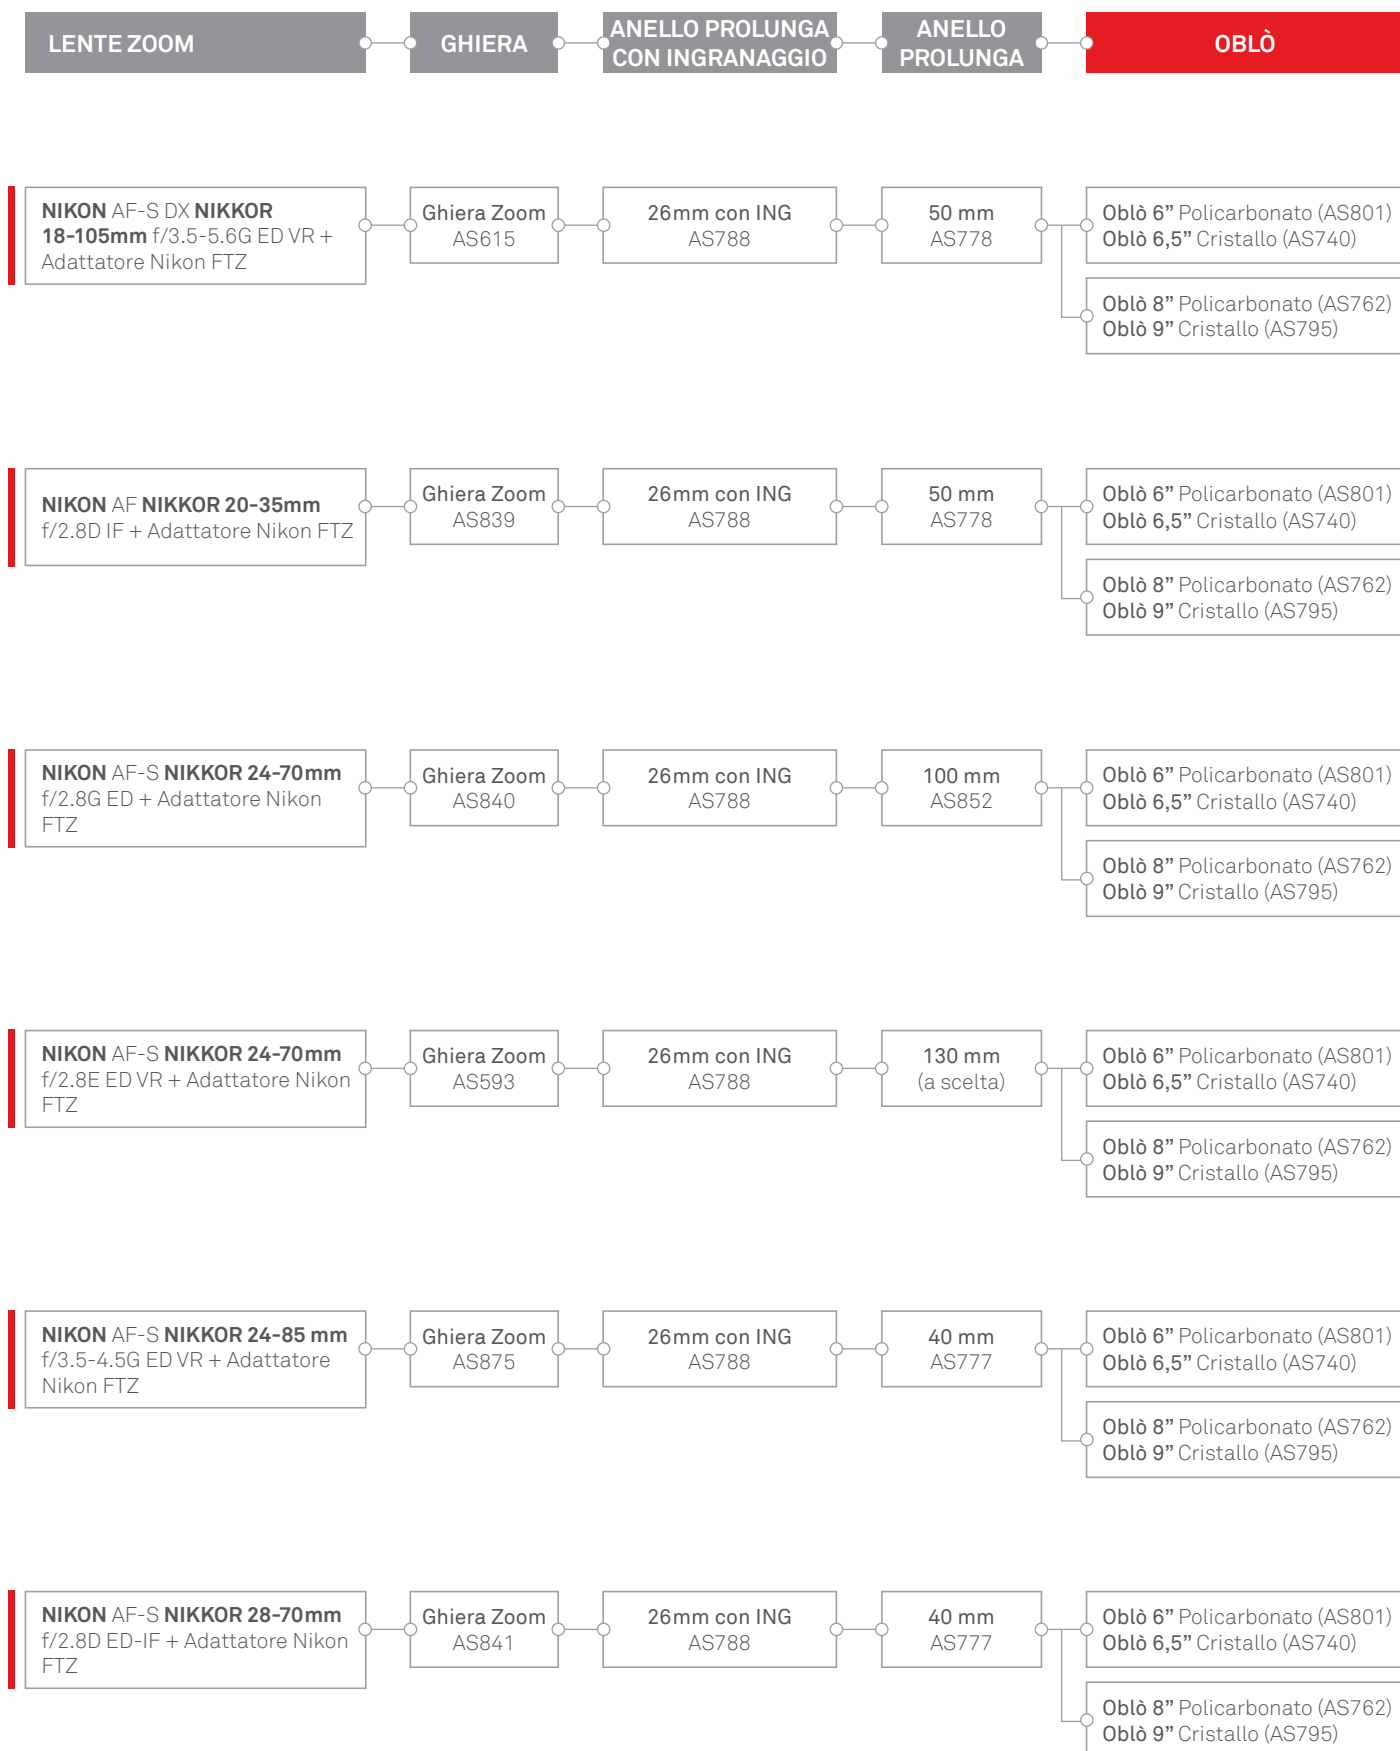 LENTE ZOOM
GHIERA
ANELLO PROLUNGA
CON INGRANAGGIO
ANELLO
PROLUNGA
OBLÒ
NIKON AF-S DX NIKKOR
18-105mm f/3.5-5.6G ED VR +
Adattatore Nikon FTZ
Ghiera Zoom
AS615
26mm con ING
AS788
50 mm
AS778
Oblò 6” Policarbonato (AS801)
Oblò 6,5” Cristallo (AS740)
Oblò 8” Policarbonato (AS762)
Oblò 9” Cristallo (AS795)
NIKON AF NIKKOR 20-35mm
f/2.8D IF + Adattatore Nikon FTZ
Ghiera Zoom
AS839
26mm con ING
AS788
50 mm
AS778
Oblò 6” Policarbonato (AS801)
Oblò 6,5” Cristallo (AS740)
Oblò 8” Policarbonato (AS762)
Oblò 9” Cristallo (AS795)
NIKON AF-S NIKKOR 24-70mm
f/2.8G ED + Adattatore Nikon
FTZ
Ghiera Zoom
AS840
26mm con ING
AS788
100 mm
AS852
Oblò 6” Policarbonato (AS801)
Oblò 6,5” Cristallo (AS740)
Oblò 8” Policarbonato (AS762)
Oblò 9” Cristallo (AS795)
NIKON AF-S NIKKOR 24-70mm
f/2.8E ED VR + Adattatore Nikon
FTZ
Ghiera Zoom
AS593
26mm con ING
AS788
130 mm
(a scelta)
Oblò 6” Policarbonato (AS801)
Oblò 6,5” Cristallo (AS740)
Oblò 8” Policarbonato (AS762)
Oblò 9” Cristallo (AS795)
NIKON AF-S NIKKOR 24-85 mm
f/3.5-4.5G ED VR + Adattatore
Nikon FTZ
Ghiera Zoom
AS875
26mm con ING
AS788
40 mm
AS777
Oblò 6” Policarbonato (AS801)
Oblò 6,5” Cristallo (AS740)
Oblò 8” Policarbonato (AS762)
Oblò 9” Cristallo (AS795)
NIKON AF-S NIKKOR 28-70mm
f/2.8D ED-IF + Adattatore Nikon
FTZ
Ghiera Zoom
AS841
26mm con ING
AS788
40 mm
AS777
Oblò 6” Policarbonato (AS801)
Oblò 6,5” Cristallo (AS740)
Oblò 8” Policarbonato (AS762)
Oblò 9” Cristallo (AS795)